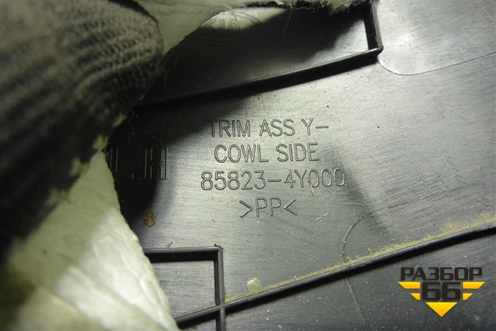 TRIM ASS Y-
COWL SIDE
85823-4Y000
>PP<
РАЗБОР
66